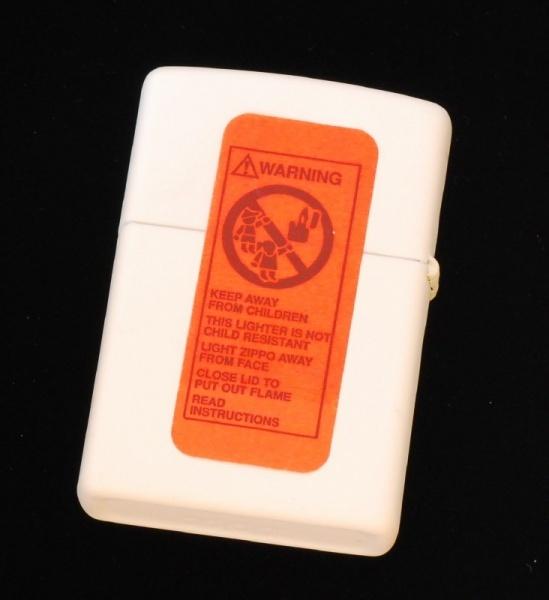 WARNING
KEEP AWAY
FROM CHILDREN
THIS LIGHTER IS NOT
CHILD RESISTANT
LIGHT ZIPPO AWAY
FROM FACE
CLOSE LID TO
PUT OUT FLAME
READ
INSTRUCTIONS